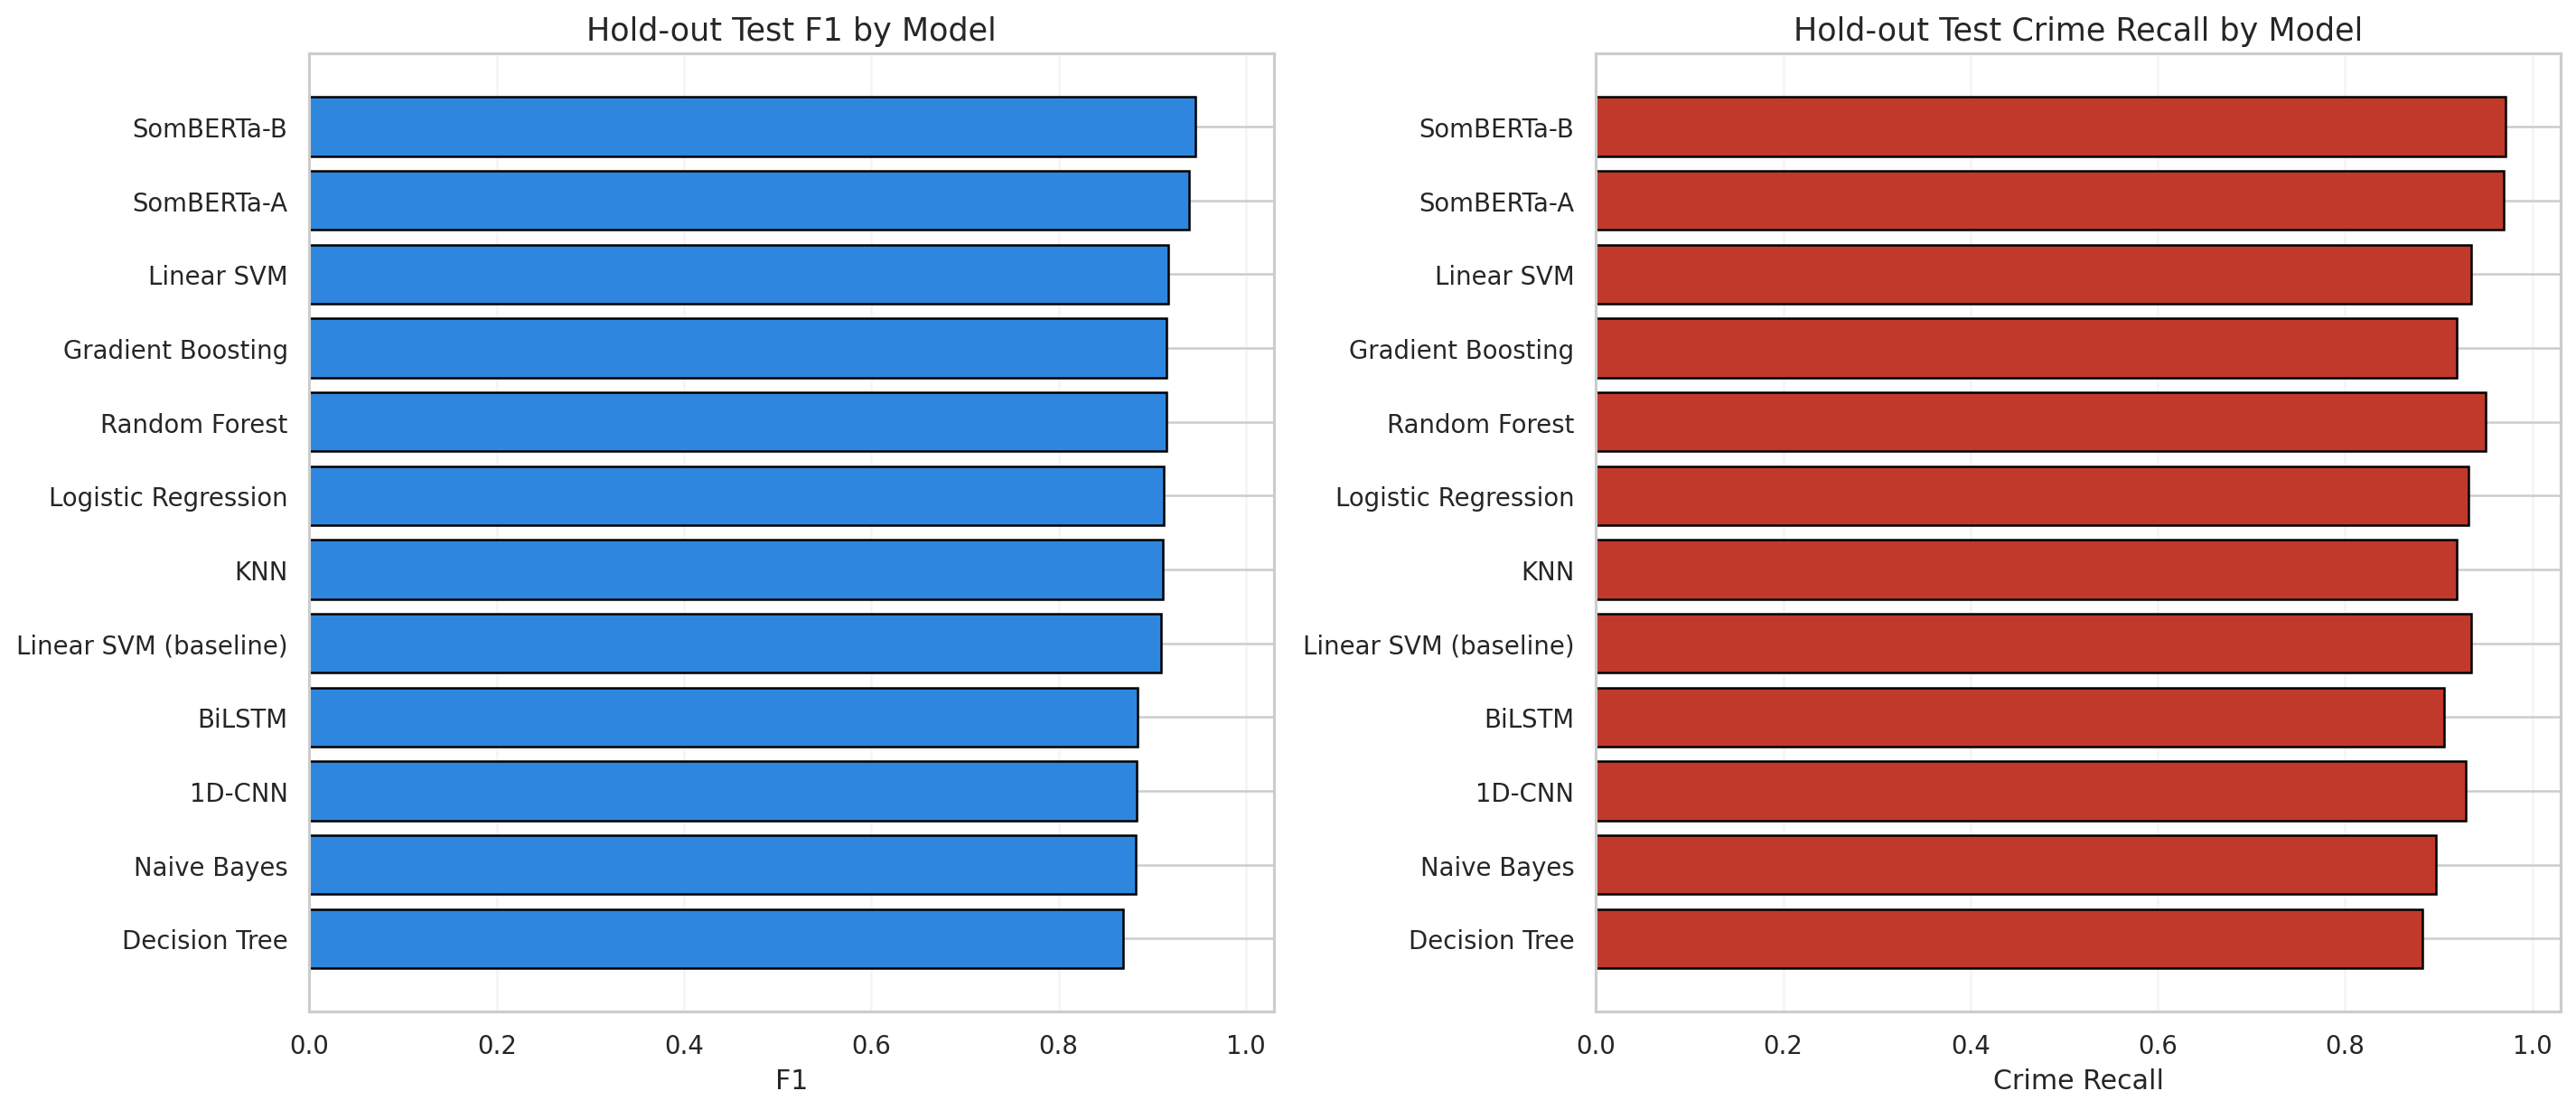 Hold-out Test F1 by Model
SomBERTa-B
SomBERTa-A
Linear SVM
Gradient Boosting
Random Forest
Logistic Regression
KNN
Linear SVM (baseline)
BiLSTM
1D-CNN
Naive Bayes
Decision Tree
0.0 0.2 0.4 0.6 0.8 1.0
F1
Hold-out Test Crime Recall by Model
SomBERTa-B
SomBERTa-A
Linear SVM
Gradient Boosting
Random Forest
Logistic Regression
KNN
Linear SVM (baseline)
BiLSTM
1D-CNN
Naive Bayes
Decision Tree
0.0 0.2 0.4 0.6 0.8 1.0
Crime Recall